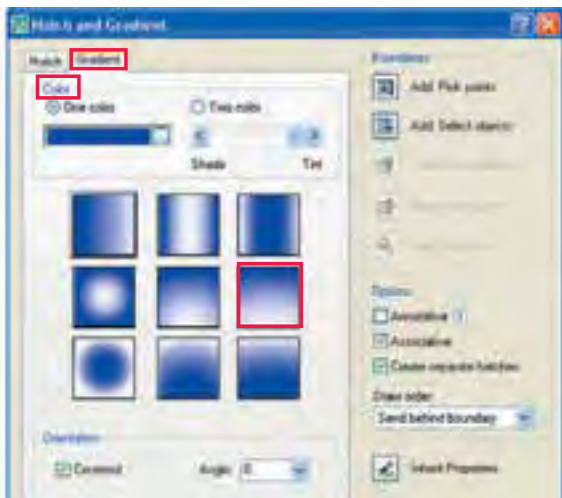 Hatch and Gradient
Hatch Gradient
Color
One color Two color
Shade Tint
Orientation
Centered Angle: 0
Boundaries
Add: Pick points
Add: Select objects
Options
Annotative
Associative
Create separate hatches
Draw order:
Send behind boundary
Inherit Properties